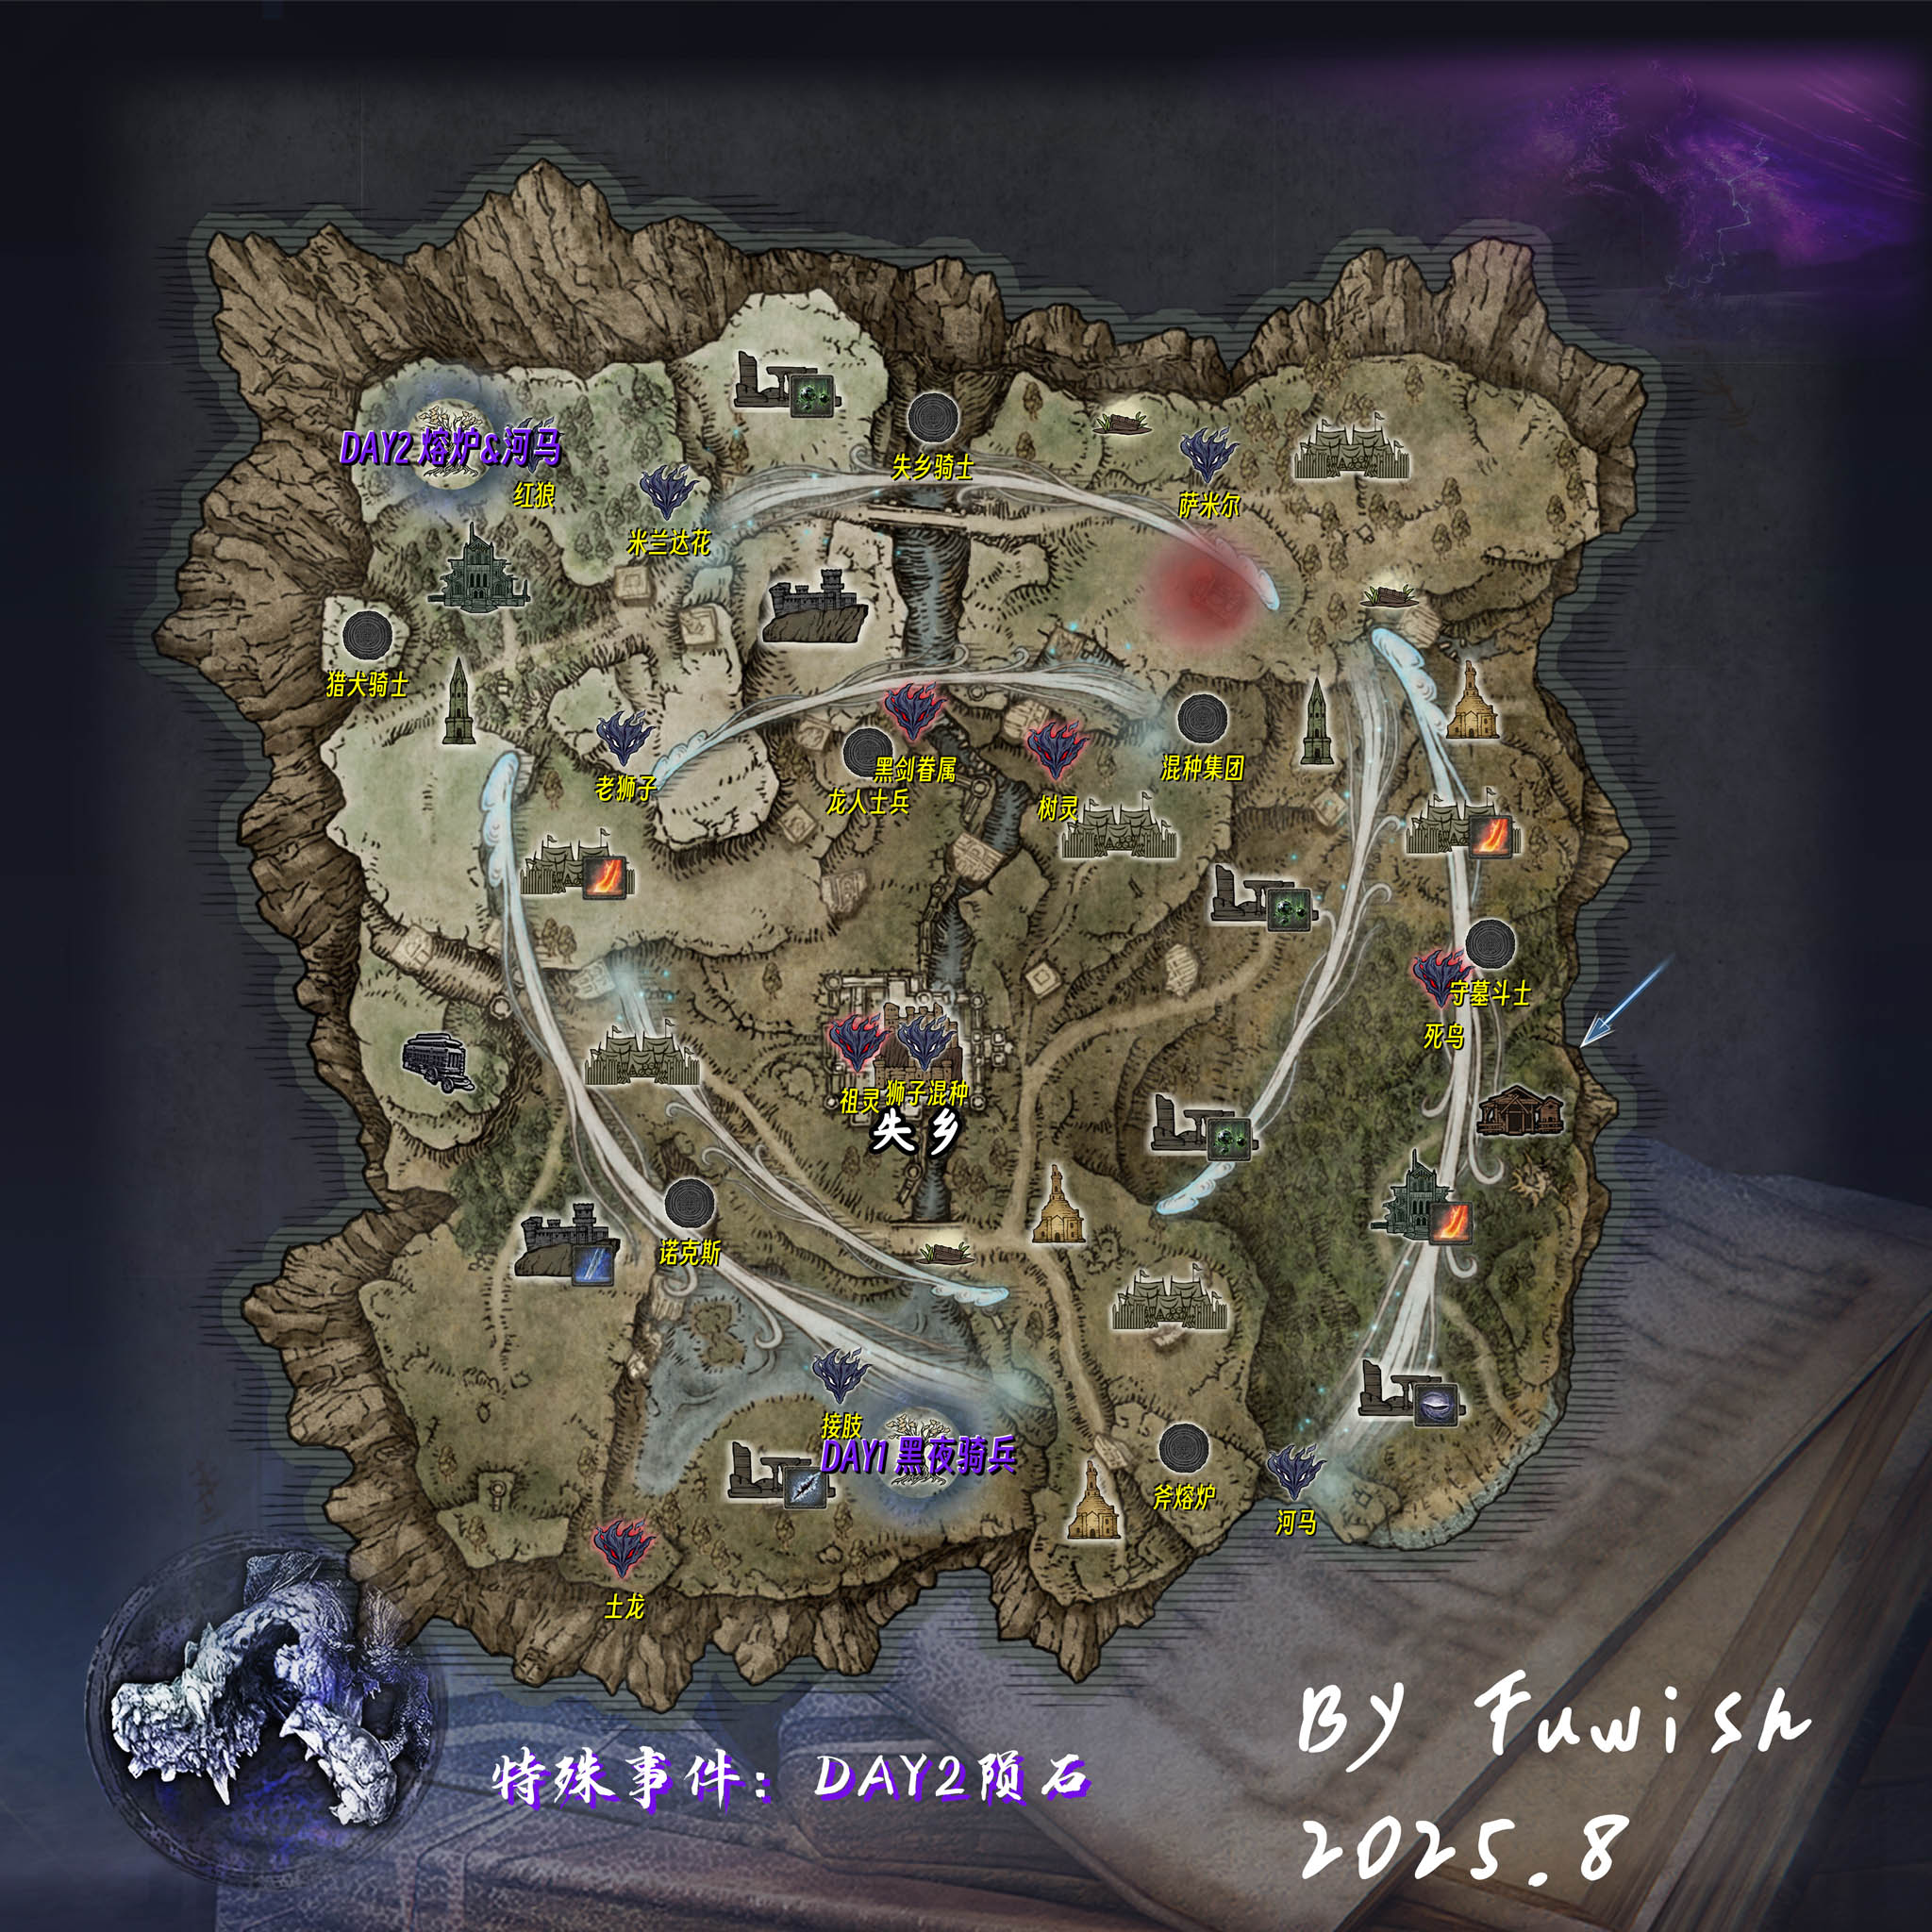 失乡骑士
DAY2 熔炉&河马
红狼
萨米尔
米兰达花
猎犬骑士
老狮子
黑剑眷属
龙人士兵
混种集团
树灵
守墓斗士
死鸟
祖灵
狮子混种
失乡
诺克斯
接肢
DAY1 黑夜骑兵
斧熔炉
河马
土龙
特殊事件：DAY2陨石
BY Fuwish
2025.8